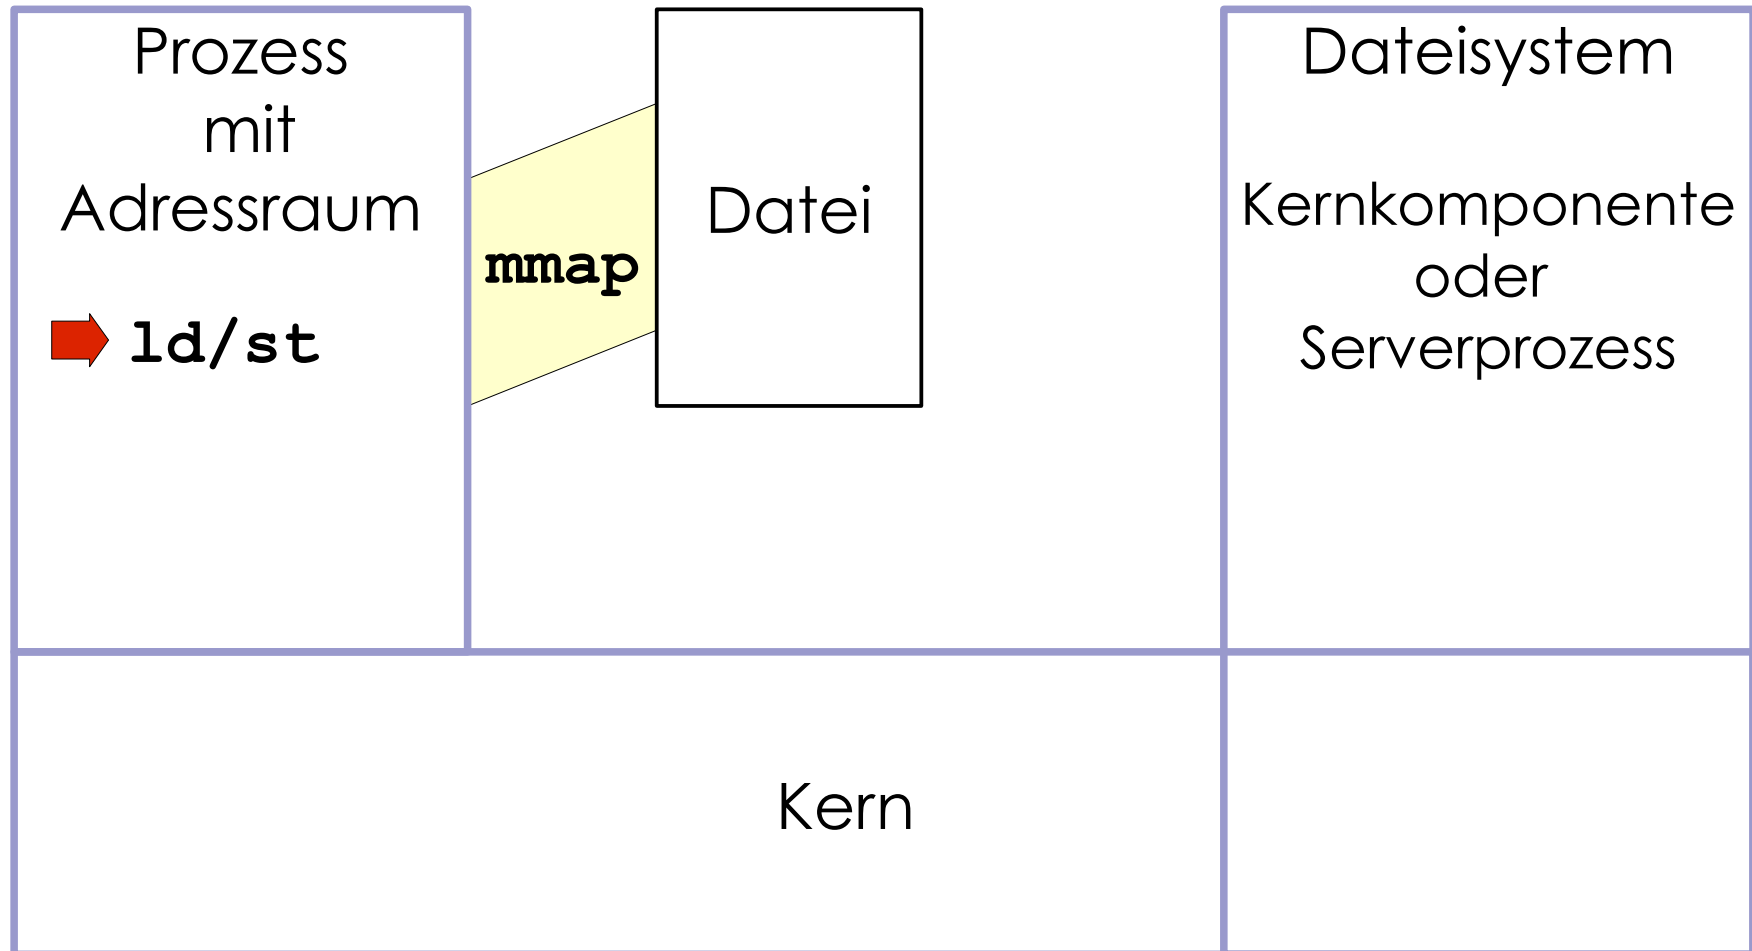 Prozess
mit
Adressraum
ld/st
mmap
Datei
Dateisystem
Kernkomponente
oder
Serverprozess
Kern